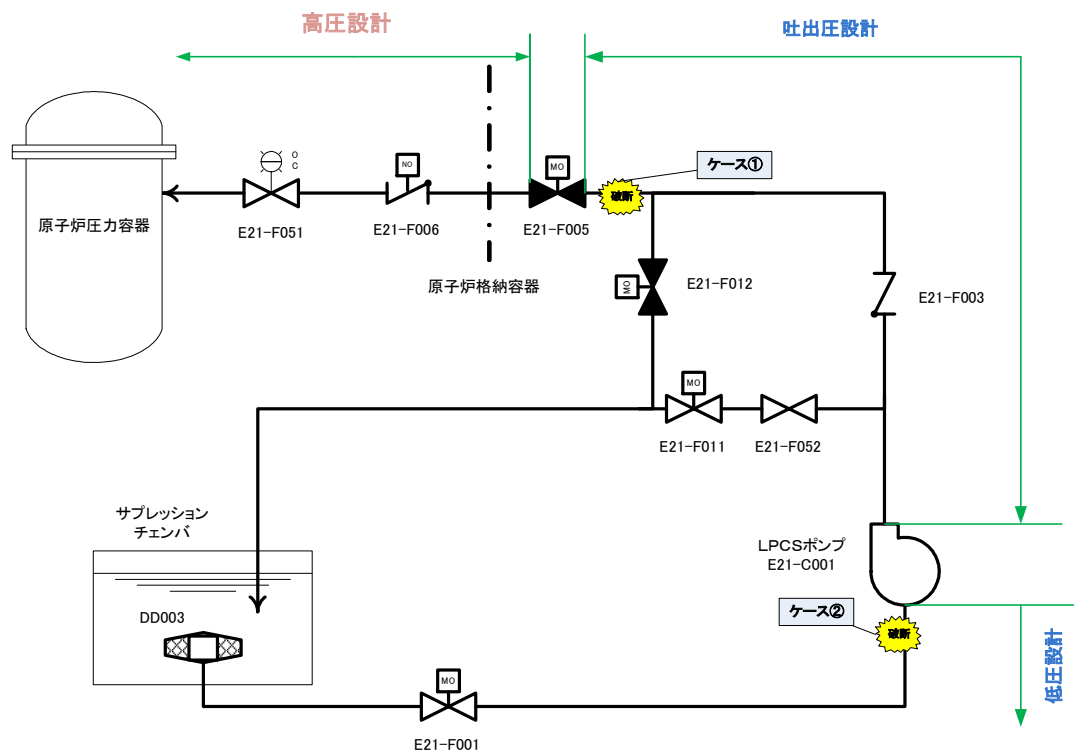 高圧設計
吐出圧設計
ケース①
破断
O
C
NO
MO
原子炉圧力容器
E21-F051
E21-F006
E21-F005
原子炉格納容器
MO
E21-F012
E21-F003
MO
E21-F011
E21-F052
サプレッション
チェンバ
DD003
LPCSポンプ
E21-C001
ケース②
破断
低圧設計
MO
E21-F001